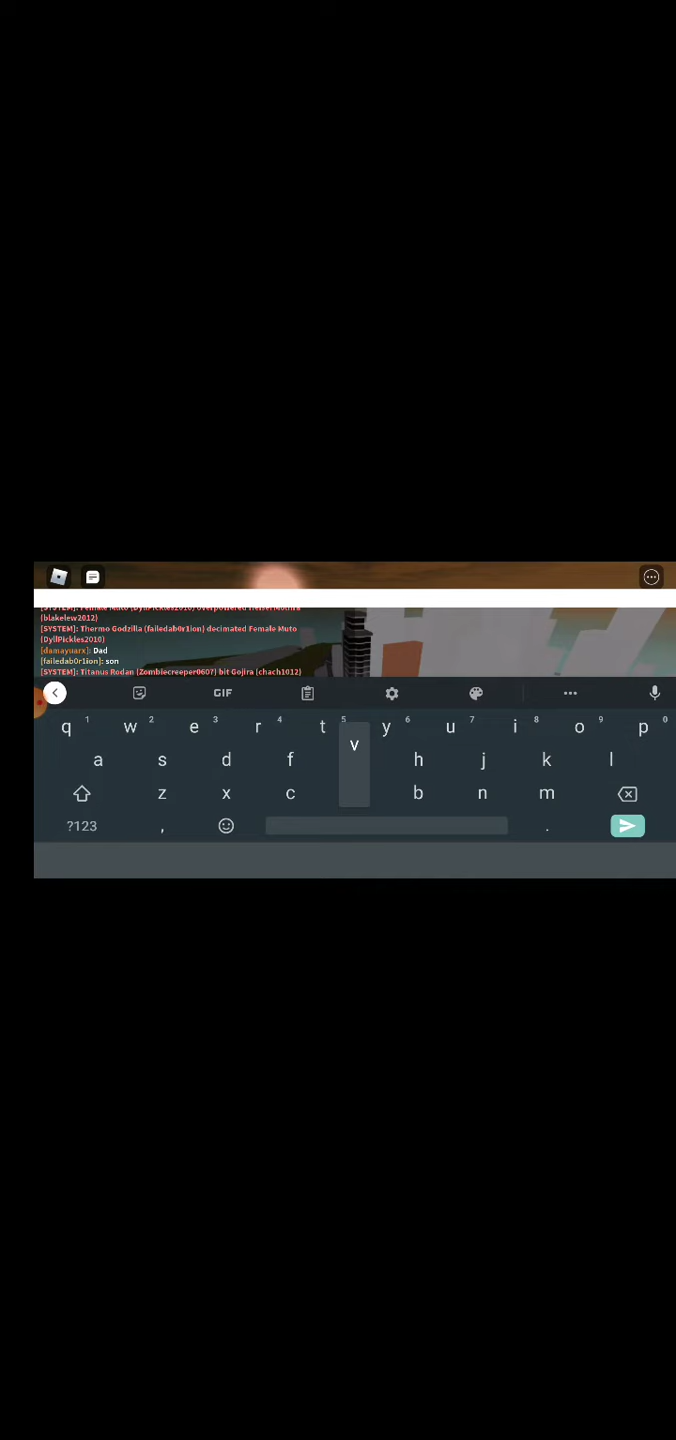 (blakelew2012)
[SYSTEM]: Thermo Godzilla (failedab0r1ion) decimated Female Muto
(DyllPickles2010)
[damayuarx]: Dad
[failedab0r1ion]: son
[SYSTEM]: Titanus Rodan (Zombiecreeper0607) bit Gojira (chach1012)
GIF
q 1 w 2 e 3 r 4 t 5 y 6 u 7 i 8 o 9 p 0
a s d f v h j k l
z x c b n m
?123 , .